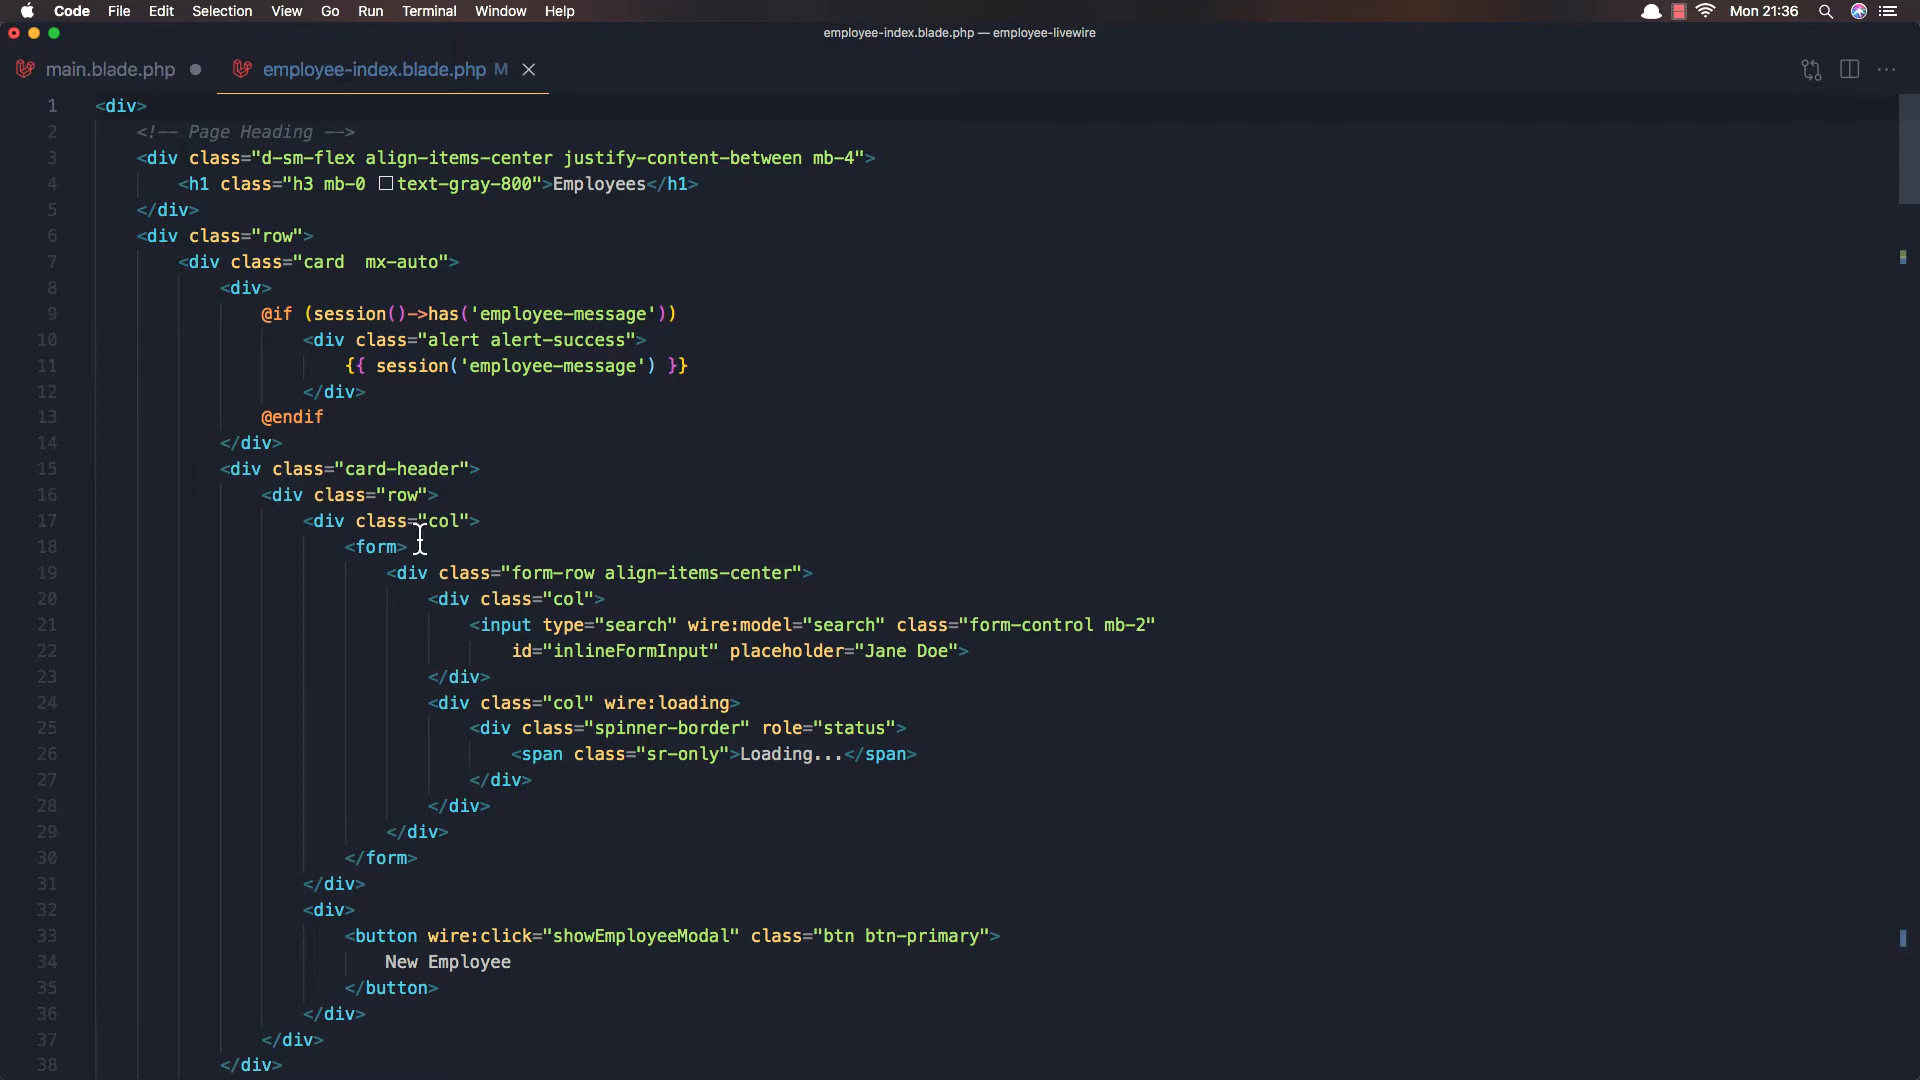 Code File Edit Selection View Go Run Terminal Window Help Mon 21:36
employee-index.blade.php — employee-livewire
main.blade.php employee-index.blade.php M
1 <div>
2 <!-- Page Heading -->
3 <div class="d-sm-flex align-items-center justify-content-between mb-4">
4 <h1 class="h3 mb-0 text-gray-800">Employees</h1>
5 </div>
6 <div class="row">
7 <div class="card  mx-auto">
8 <div>
9 @if (session()->has('employee-message'))
10 <div class="alert alert-success">
11 {{ session('employee-message') }}
12 </div>
13 @endif
14 </div>
15 <div class="card-header">
16 <div class="row">
17 <div class="col">
18 <form>
19 <div class="form-row align-items-center">
20 <div class="col">
21 <input type="search" wire:model="search" class="form-control mb-2"
22 id="inlineFormInput" placeholder="Jane Doe">
23 </div>
24 <div class="col" wire:loading>
25 <div class="spinner-border" role="status">
26 <span class="sr-only">Loading...</span>
27 </div>
28 </div>
29 </div>
30 </form>
31 </div>
32 <div>
33 <button wire:click="showEmployeeModal" class="btn btn-primary">
34 New Employee
35 </button>
36 </div>
37 </div>
38 </div>